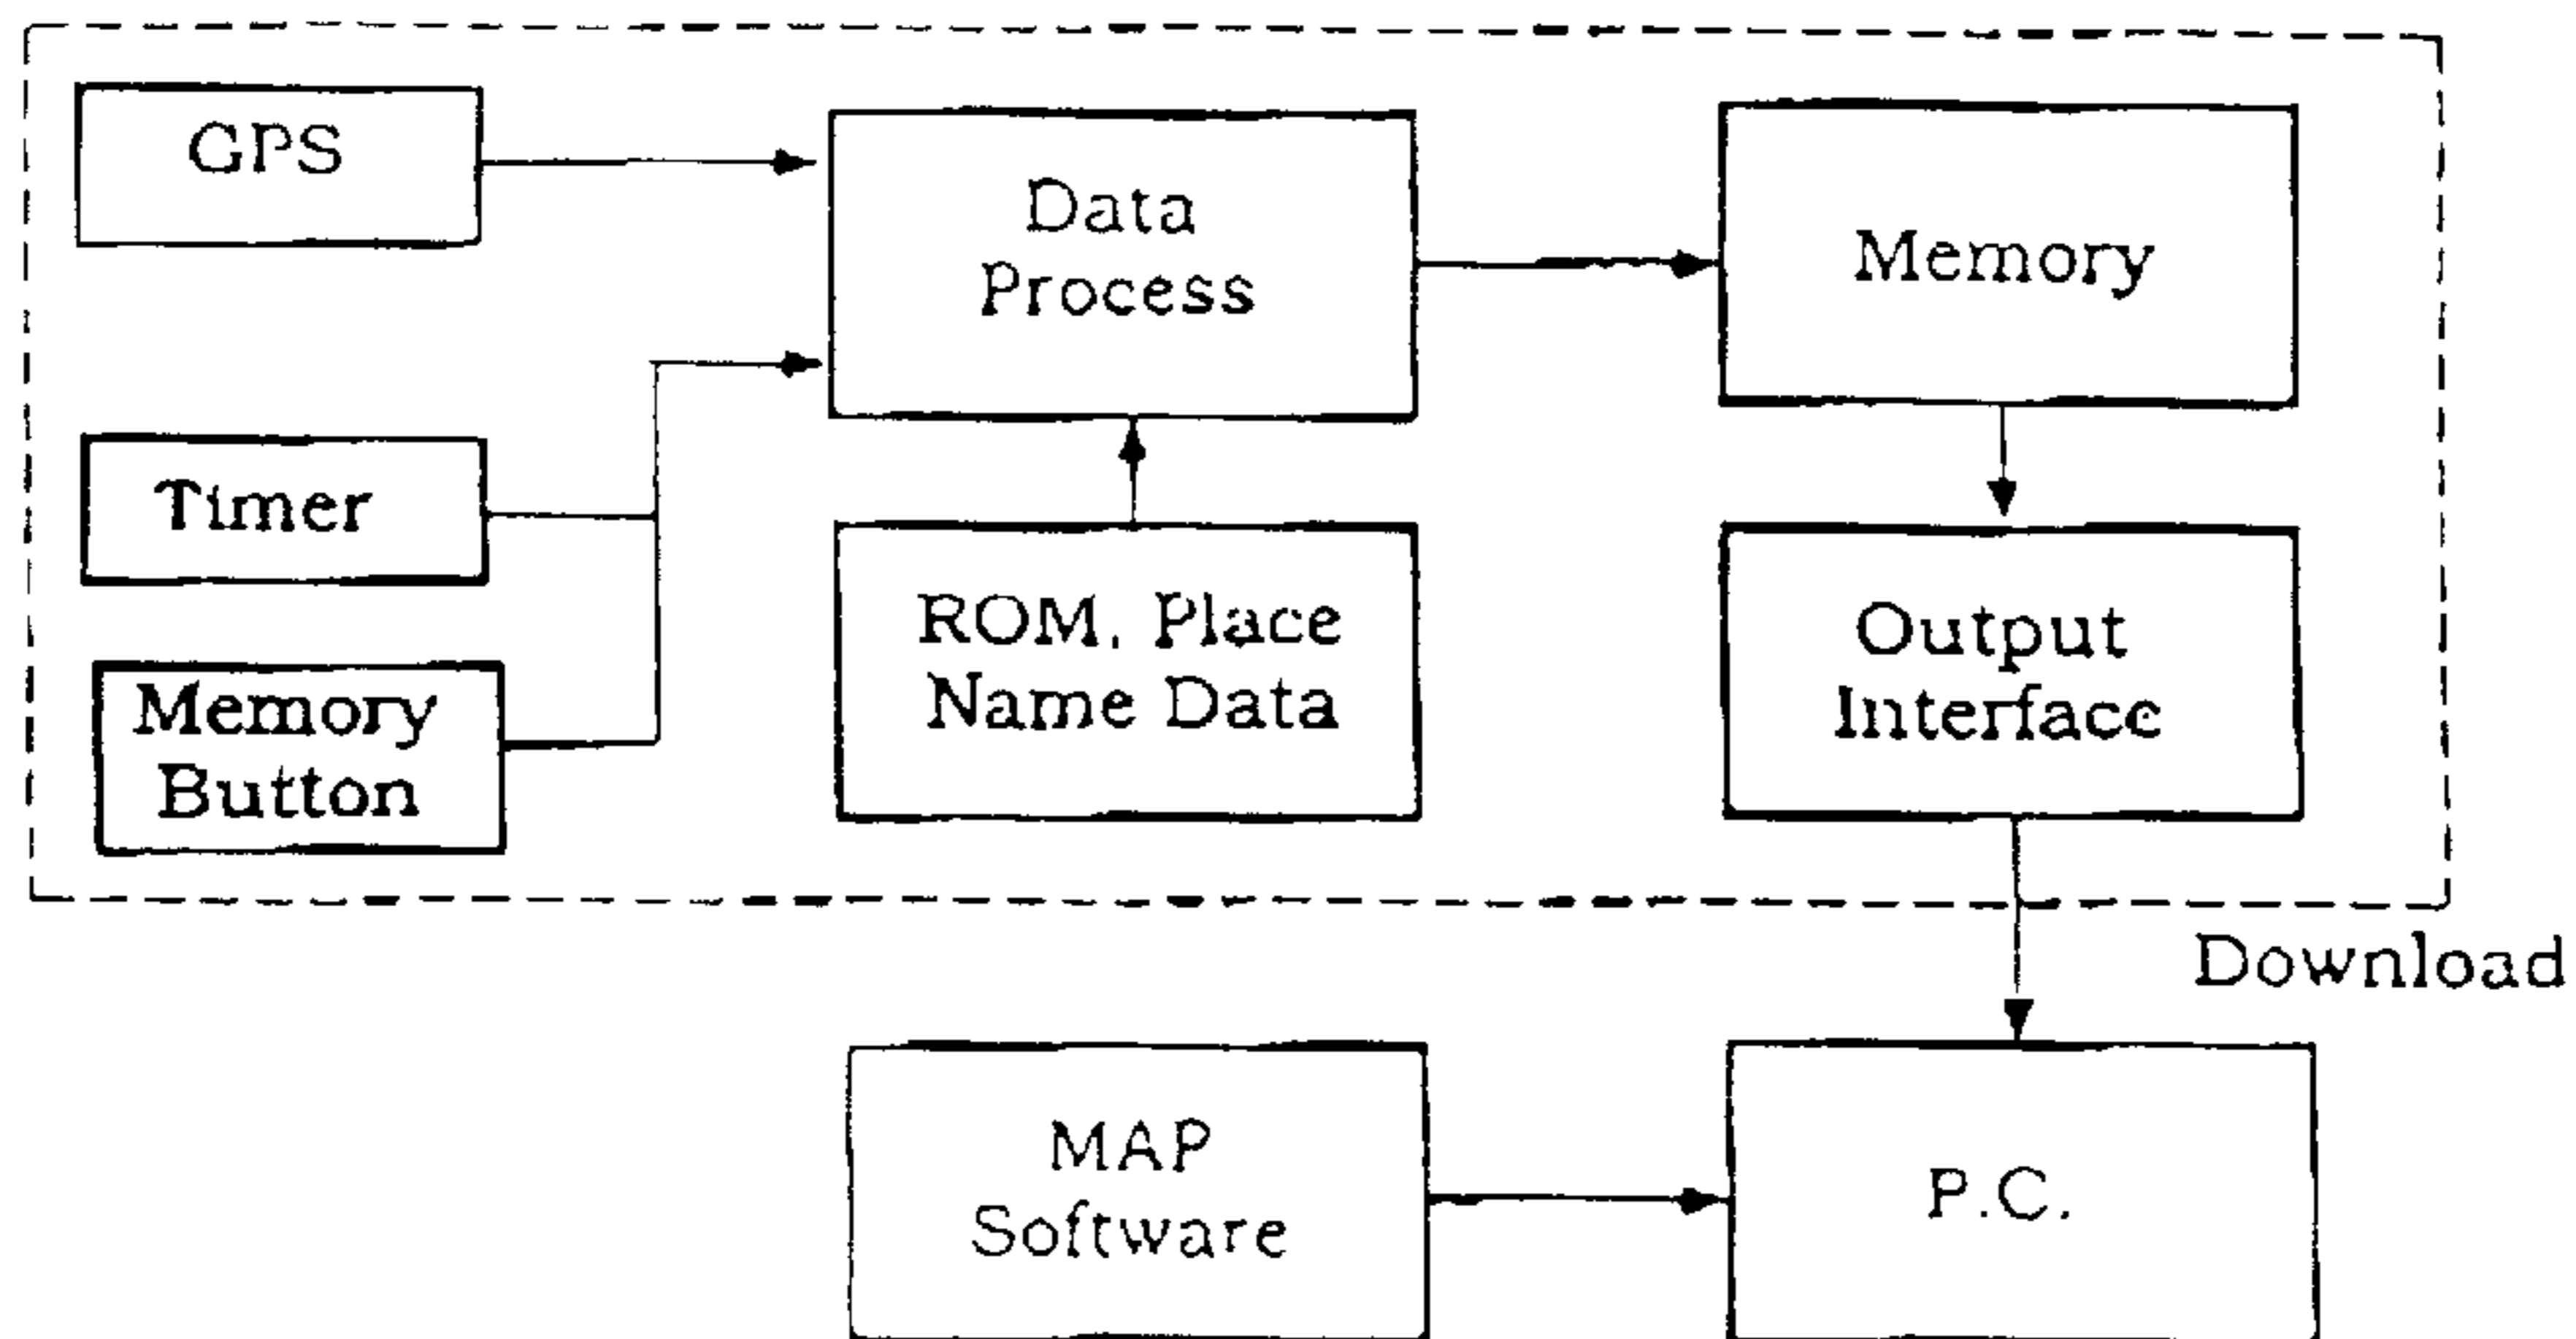 GPS
Data
Process
Memory
Timer
Memory
Button
ROM. Place
Name Data
Output
Interface
Download
MAP
Software
P.C.